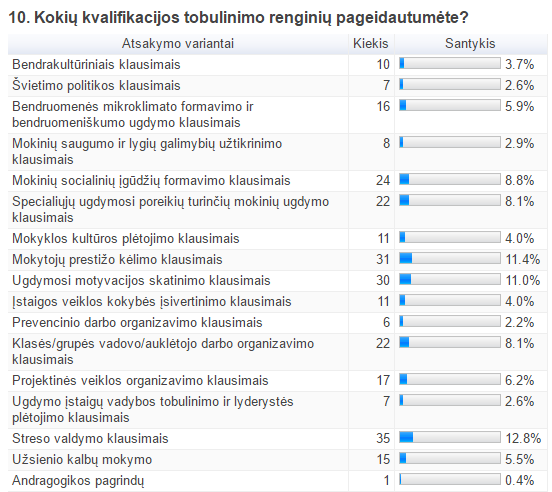 10. Kokių kvalifikacijos tobulinimo renginių pageidautumėte?
Atsakymo variantai Kiekis Santykis
Bendrakultūriniais klausimais 10 3.7%
Švietimo politikos klausimais 7 2.6%
Bendruomenės mikroklimato formavimo ir
bendruomeniškumo ugdymo klausimais 16 5.9%
Mokinių saugumo ir lygių galimybių užtikrinimo
klausimais 8 2.9%
Mokinių socialinių įgūdžių formavimo klausimais 24 8.8%
Specialiųjų ugdymosi poreikių turinčių mokinių ugdymo
klausimais 22 8.1%
Mokyklos kultūros plėtojimo klausimais 11 4.0%
Mokytojų prestižo kėlimo klausimais 31 11.4%
Ugdymosi motyvacijos skatinimo klausimais 30 11.0%
Įstaigos veiklos kokybės įsivertinimo klausimais 11 4.0%
Prevencinio darbo organizavimo klausimais 6 2.2%
Klasės/grupės vadovo/auklėtojo darbo organizavimo
klausimais 22 8.1%
Projektinės veiklos organizavimo klausimais 17 6.2%
Ugdymo įstaigų vadybos tobulinimo ir lyderystės
plėtojimo klausimais 7 2.6%
Streso valdymo klausimais 35 12.8%
Užsienio kalbų mokymo 15 5.5%
Andragogikos pagrindų 1 0.4%